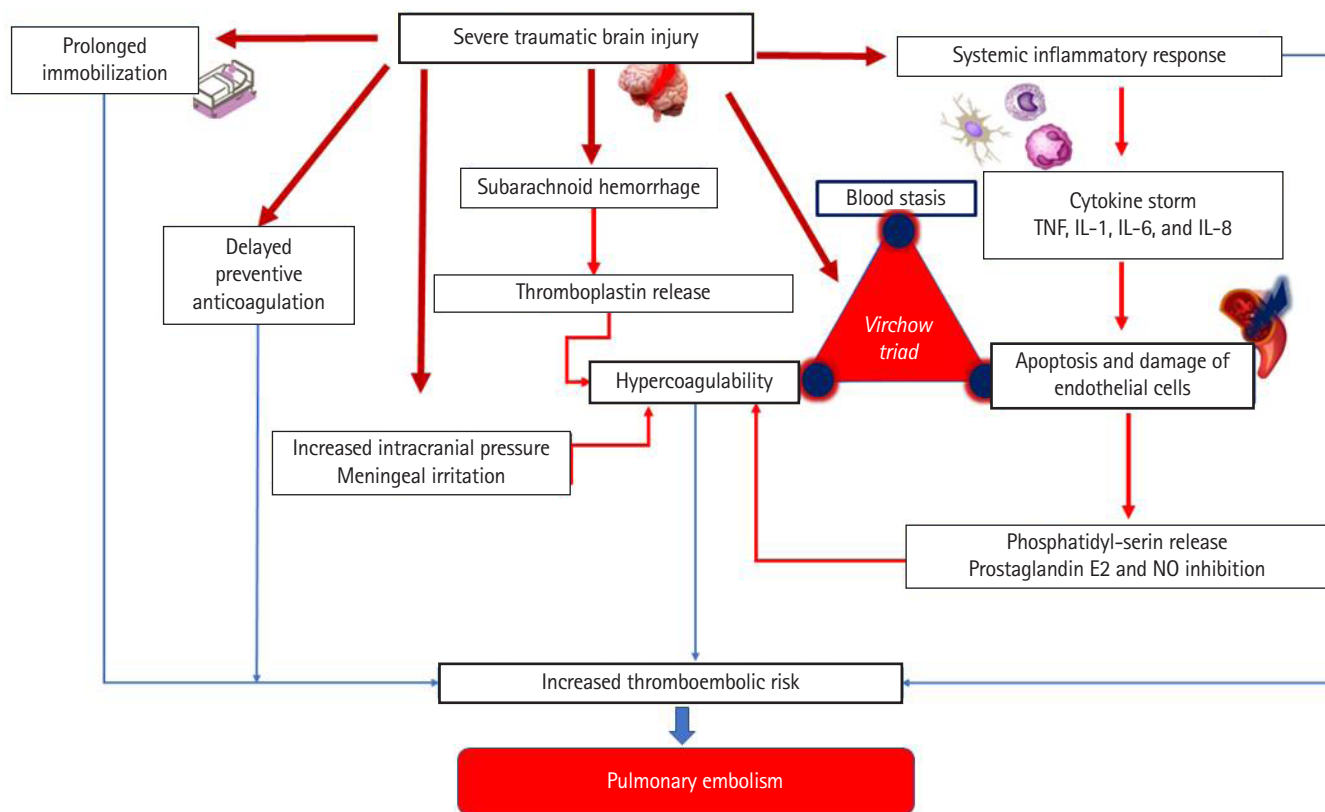 Severe traumatic brain injury
Prolonged
immobilization
Systemic inflammatory response
Subarachnoid hemorrhage
Blood stasis
Cytokine storm
TNF, IL-1, IL-6, and IL-8
Delayed
preventive
anticoagulation
Thromboplastin release
Virchow
triad
Hypercoagulability
Apoptosis and damage of
endothelial cells
Increased intracranial pressure
Meningeal irritation
Phosphatidyl-serin release
Prostaglandin E2 and NO inhibition
Increased thromboembolic risk
Pulmonary embolism